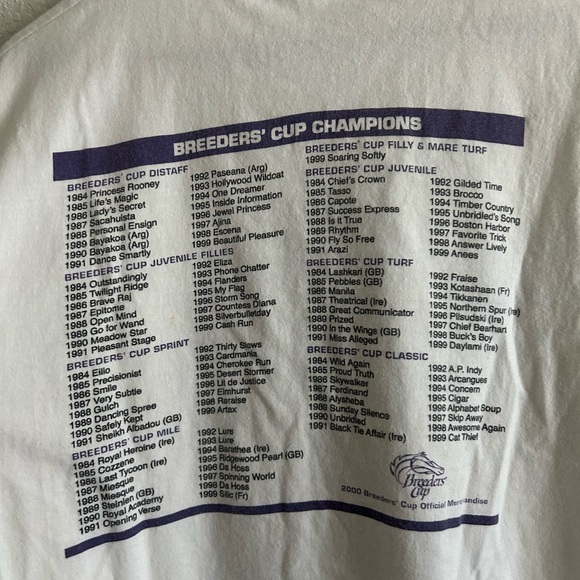 BREEDERS' CUP CHAMPIONS
BREEDERS' CUP DISTAFF
1984 Princess Rooney
1985 Life's Magic
1986 Lady's Secret
1987 Sacahuista
1988 Personal Ensign
1989 Bayakoa (Arg)
1990 Bayakoa (Arg)
1991 Dance Smartly
1992 Paseana (Arg)
1993 Hollywood Wildcat
1994 One Dreamer
1995 Inside Information
1996 Jewel Princess
1997 Ajina
1998 Escena
1999 Beautiful Pleasure
BREEDERS' CUP JUVENILE FILLIES
1984 Outstandingly
1985 Twilight Ridge
1986 Brave Raj
1987 Epitome
1988 Open Mind
1989 Go for Wand
1990 Meadow Star
1991 Pleasant Stage
1992 Eliza
1993 Phone Chatter
1994 Flanders
1995 My Flag
1996 Storm Song
1997 Countess Diana
1998 Silverbulletday
1999 Cash Run
BREEDERS' CUP SPRINT
1984 Eillo
1985 Precisionist
1986 Smile
1987 Very Subtle
1988 Gulch
1989 Dancing Spree
1990 Safely Kept
1991 Sheikh Albadou (GB)
1992 Thirty Slews
1993 Cardmania
1994 Cherokee Run
1995 Desert Stormer
1996 Lit de Justice
1997 Elmhurst
1998 Reraise
1999 Artax
BREEDERS' CUP MILE
1984 Royal Heroine (Ire)
1985 Cozzene
1986 Last Tycoon (Ire)
1987 Miesque
1988 Miesque
1989 Steinlen (GB)
1990 Royal Academy
1991 Opening Verse
1992 Lure
1993 Lure
1994 Barathea (Ire)
1995 Ridgewood Pearl (GB)
1996 Da Hoss
1997 Spinning World
1998 Da Hoss
1999 Silic (Fr)
BREEDERS' CUP FILLY & MARE TURF
1999 Soaring Softly
BREEDERS' CUP JUVENILE
1984 Chief's Crown
1985 Tasso
1986 Capote
1987 Success Express
1988 Is it True
1989 Rhythm
1990 Fly So Free
1991 Arazi
1992 Gilded Time
1993 Brocco
1994 Timber Country
1995 Unbridled's Song
1996 Boston Harbor
1997 Favorite Trick
1998 Answer Lively
1999 Anees
BREEDERS' CUP TURF
1984 Lashkari (GB)
1985 Pebbles (GB)
1986 Manila
1987 Theatrical (Ire)
1988 Great Communicator
1989 Prized
1990 In the Wings (GB)
1991 Miss Alleged
1992 Fraise
1993 Kotashaan (Fr)
1994 Tikkanen
1995 Northern Spur (Ire)
1996 Pilsudski (Ire)
1997 Chief Bearhart
1998 Buck's Boy
1999 Daylami (Ire)
BREEDERS' CUP CLASSIC
1984 Wild Again
1985 Proud Truth
1986 Skywalker
1987 Ferdinand
1988 Alysheba
1989 Sunday Silence
1990 Unbridled
1991 Black Tie Affair (Ire)
1992 A.P. Indy
1993 Arcangues
1994 Concern
1995 Cigar
1996 Alphabet Soup
1997 Skip Away
1998 Awesome Again
1999 Cat Thief
Breeders'
Cup
2000 Breeders' Cup Official Merchandise